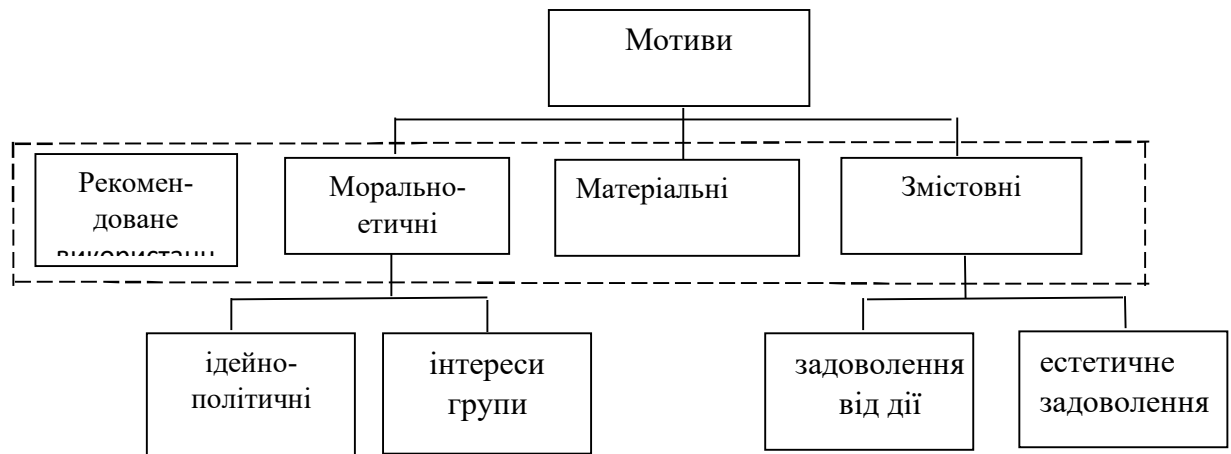 Мотиви
Рекомен-
доване
Морально-
етичні
Матеріальні
Змістовні
ідейно-
політичні
інтереси
групи
задоволення
від дії
естетичне
задоволення